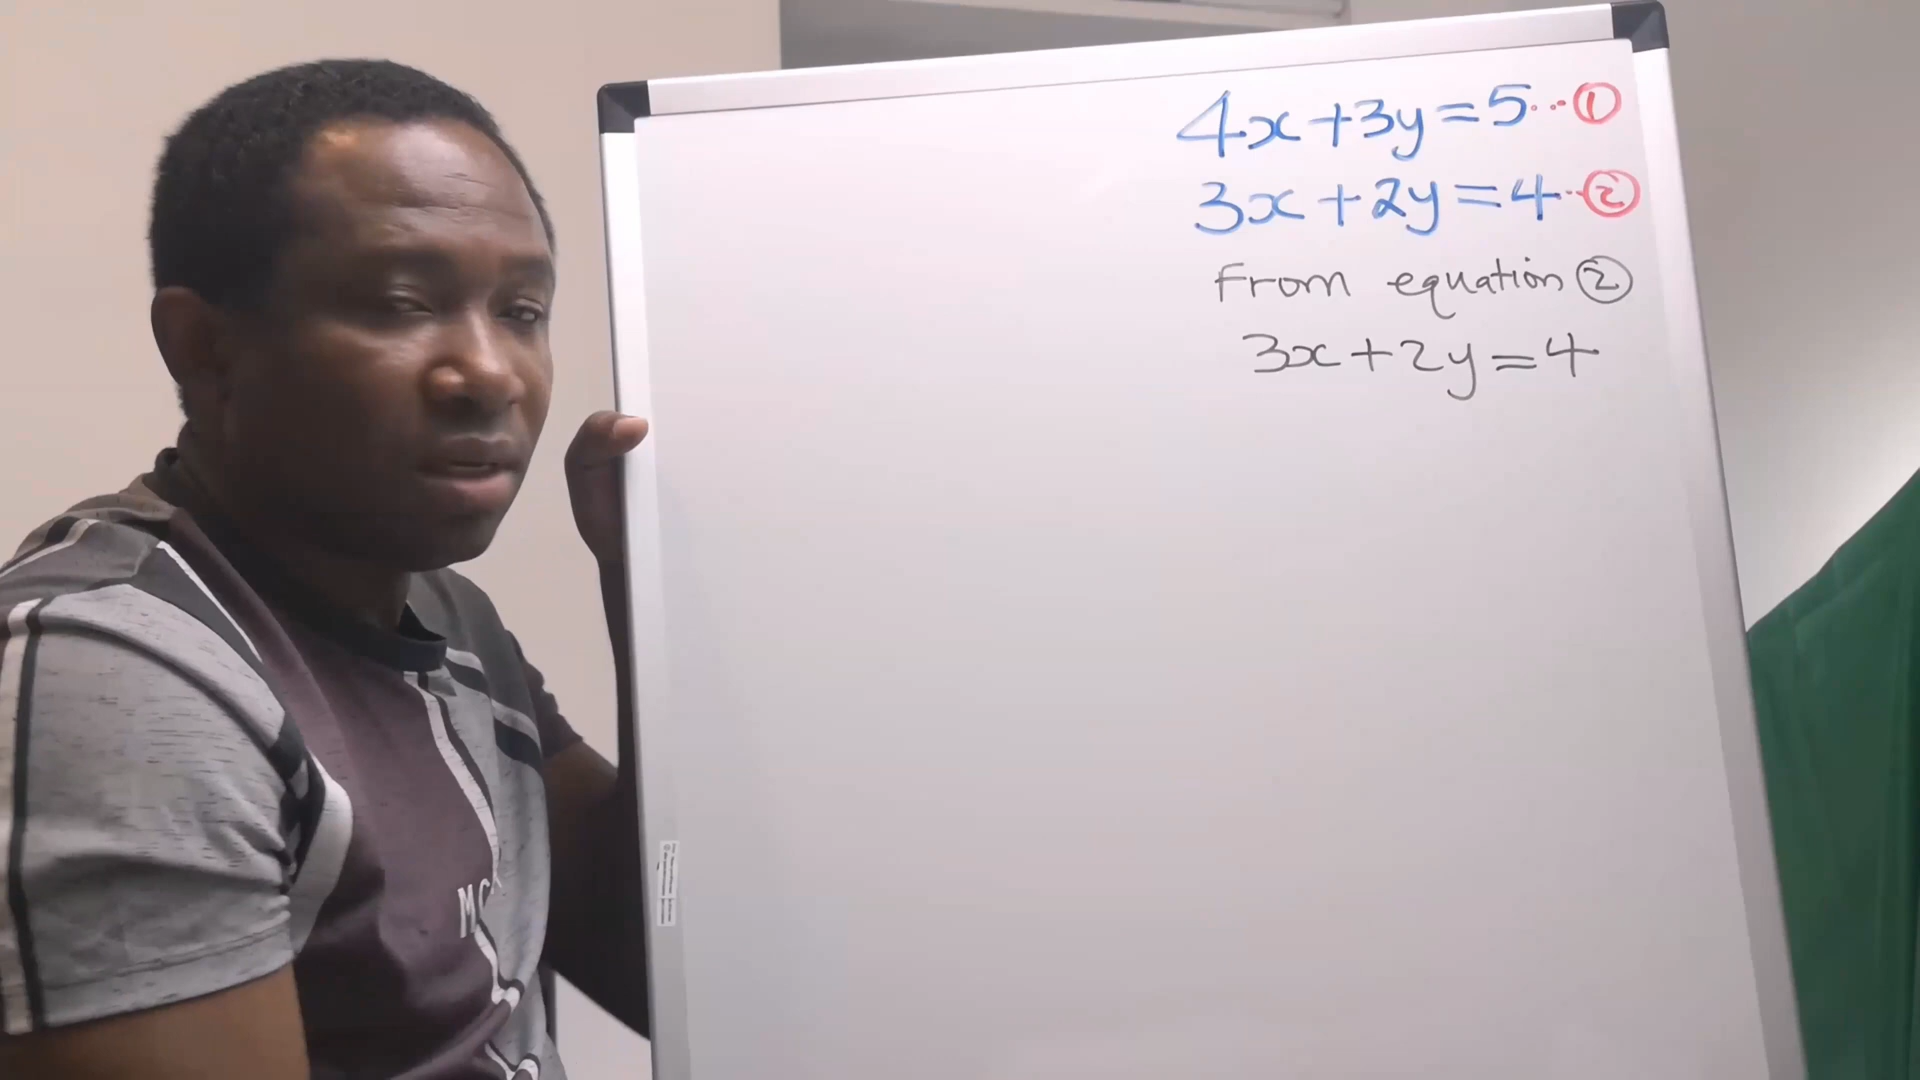 4x+3y=5...①
3x+2y=4..②
From equation ②
3x+2y=4